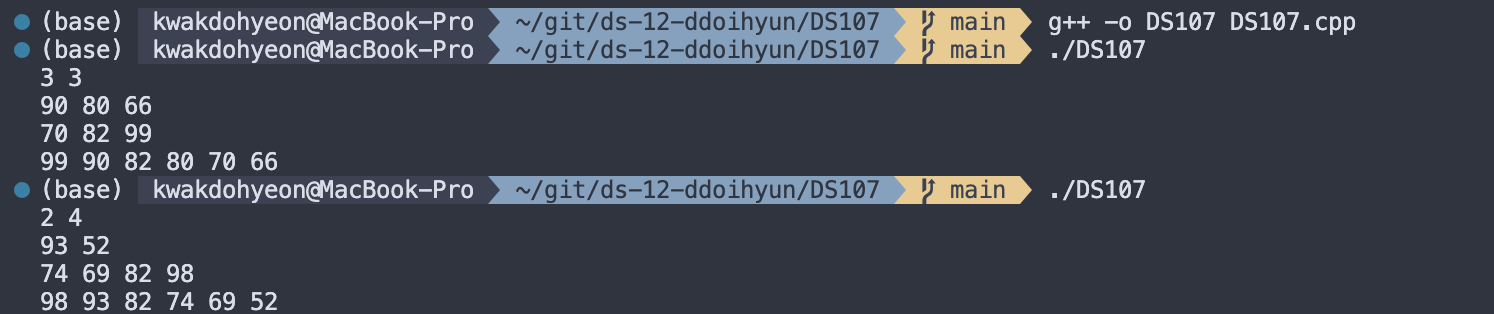 (base) kwakdohyeon@MacBook-Pro ~/git/ds-12-ddoihyun/DS107 main g++ -o DS107 DS107.cpp
(base) kwakdohyeon@MacBook-Pro ~/git/ds-12-ddoihyun/DS107 main ./DS107
3 3
90 80 66
70 82 99
99 90 82 80 70 66
(base) kwakdohyeon@MacBook-Pro ~/git/ds-12-ddoihyun/DS107 main ./DS107
2 4
93 52
74 69 82 98
98 93 82 74 69 52